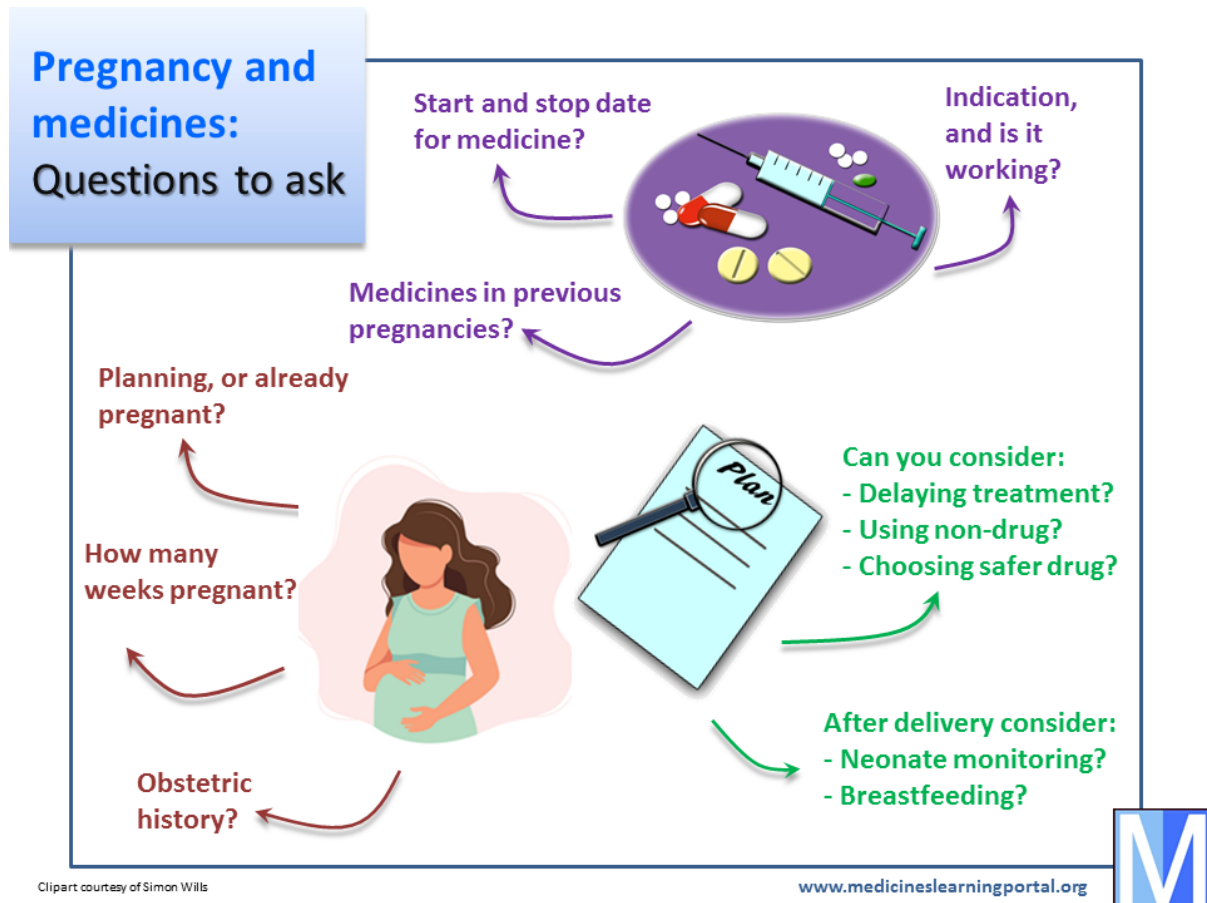 Pregnancy and
medicines:
Questions to ask
Start and stop date
for medicine?
Indication,
and is it
working?
Medicines in previous
pregnancies?
Planning, or already
pregnant?
How many
weeks pregnant?
Obstetric
history?
Plan
Can you consider:
- Delaying treatment?
- Using non-drug?
- Choosing safer drug?
After delivery consider:
- Neonate monitoring?
- Breastfeeding?
Clipart courtesy of Simon Wills
www.medicineslearningportal.org
M